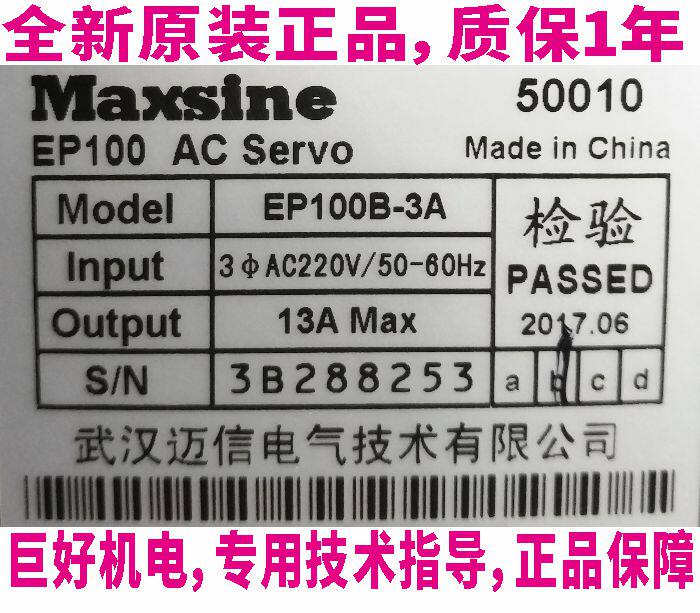 全新原装正品,质保1年
Maxsine 50010
EP100 AC Servo Made in China
Model EP100B-3A 检验
Input 3ΦAC220V/50-60Hz PASSED
Output 13A Max 2017.06
S/N 3B288253 a b c d
武汉迈信电气技术有限公司
巨好机电,专用技术指导,正品保障